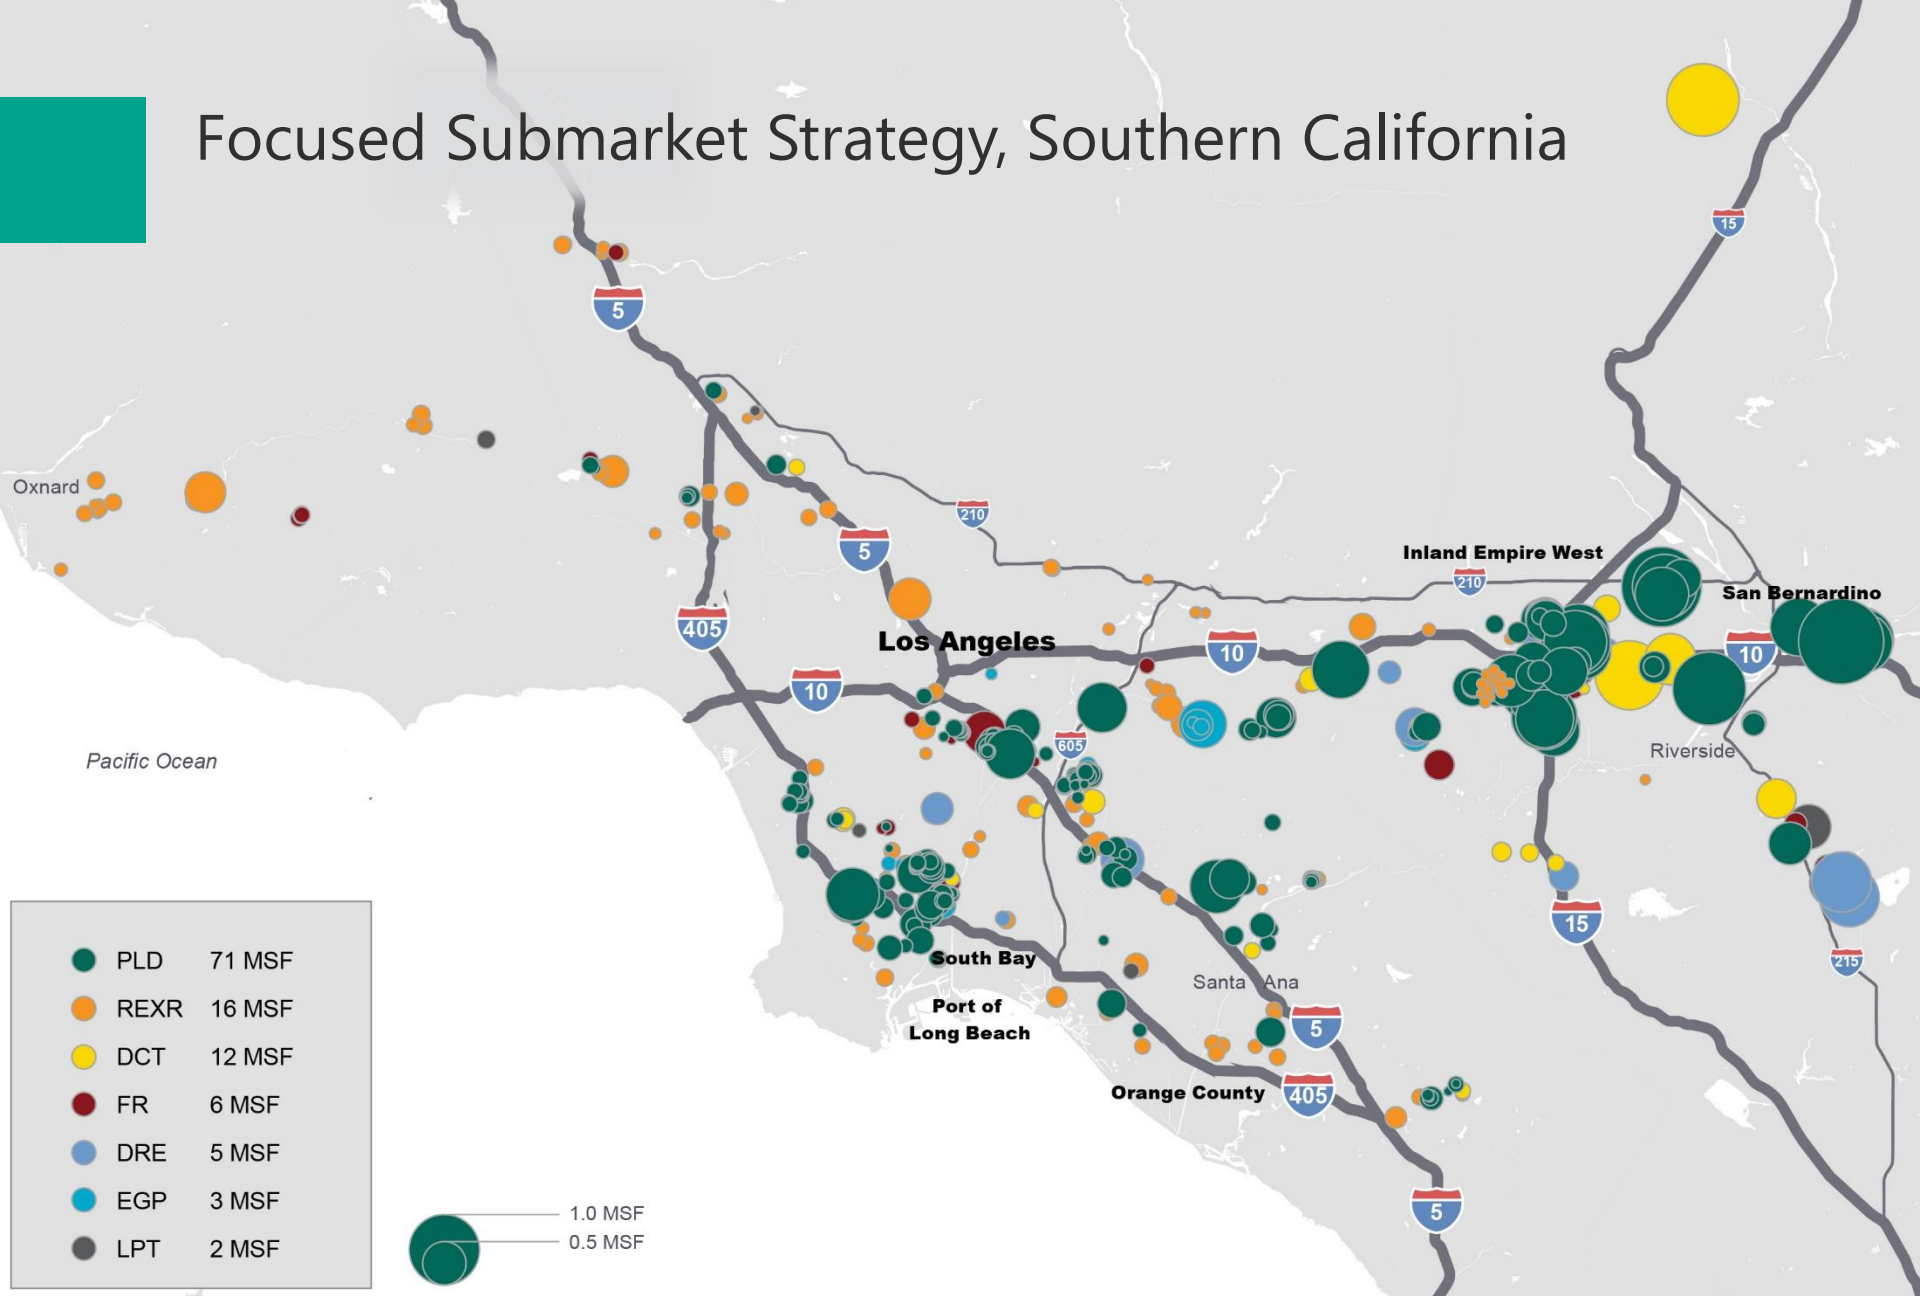 Focused Submarket Strategy, Southern California
15
5
Oxnard
210
5
Inland Empire West
210
San Bernardino
405
Los Angeles
10
10
10
605
Riverside
Pacific Ocean
15
South Bay
215
Santa Ana
Port of
Long Beach
5
Orange County
405
5
PLD 71 MSF
REXR 16 MSF
DCT 12 MSF
FR 6 MSF
DRE 5 MSF
EGP 3 MSF
LPT 2 MSF
1.0 MSF
0.5 MSF